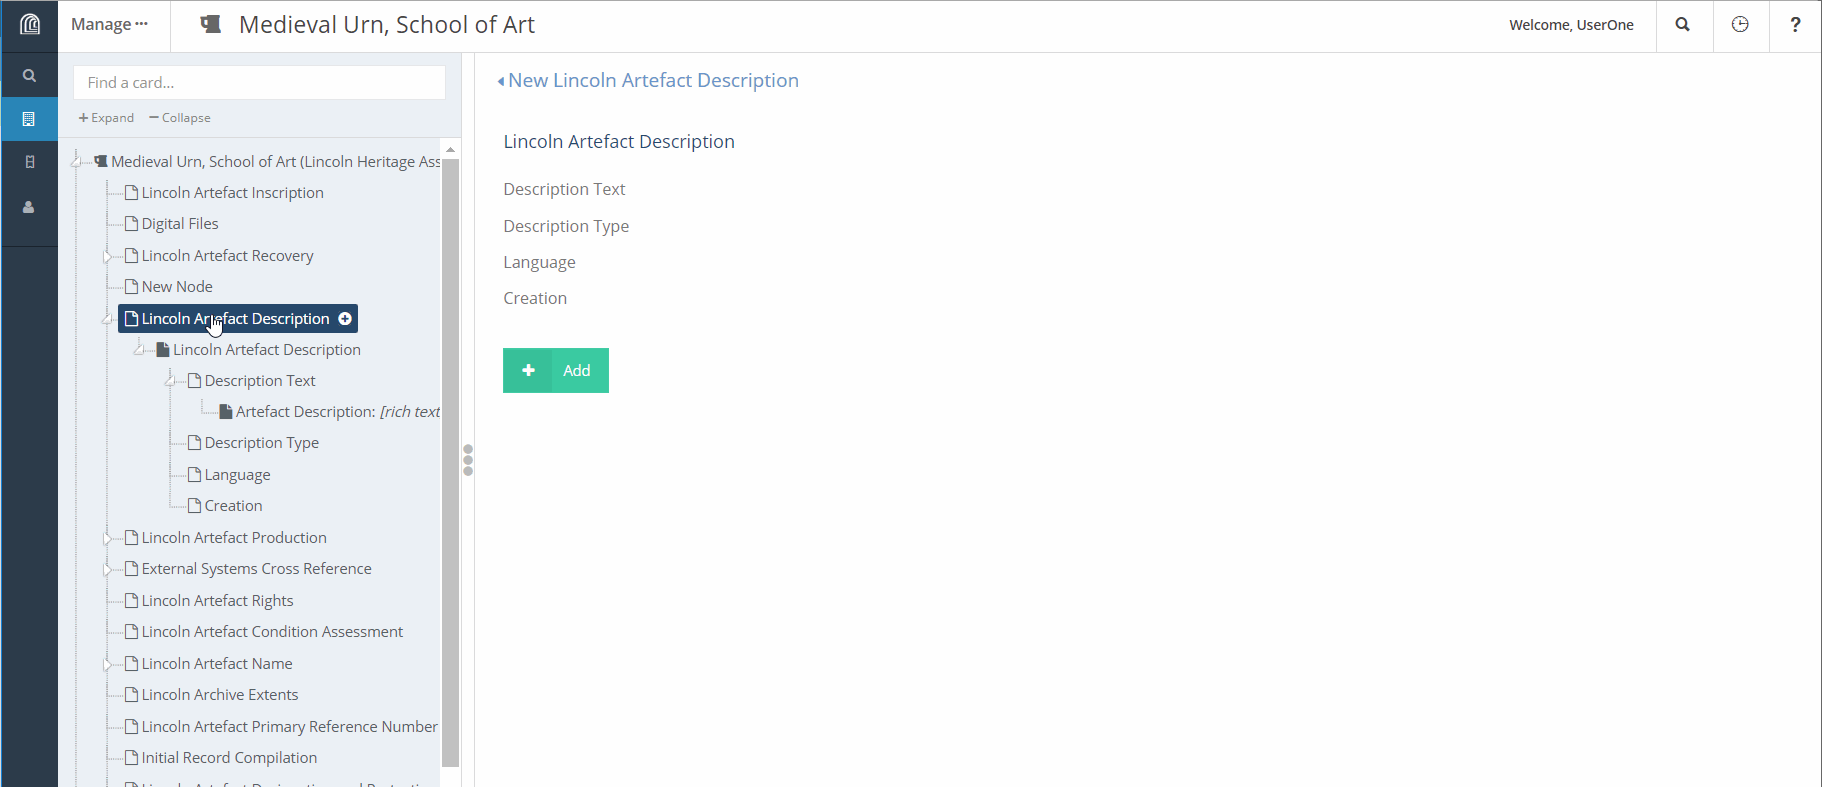 Manage
Medieval Urn, School of Art
Welcome, UserOne
?
Find a card...
Expand
Collapse
Medieval Urn, School of Art (Lincoln Heritage Ass
Lincoln Artefact Inscription
Digital Files
Lincoln Artefact Recovery
New Node
Lincoln Artefact Description
Lincoln Artefact Description
Description Text
Artefact Description: [rich text
Description Type
Language
Creation
Lincoln Artefact Production
External Systems Cross Reference
Lincoln Artefact Rights
Lincoln Artefact Condition Assessment
Lincoln Artefact Name
Lincoln Archive Extents
Lincoln Artefact Primary Reference Number
Initial Record Compilation
New Lincoln Artefact Description
Lincoln Artefact Description
Description Text
Description Type
Language
Creation
Add